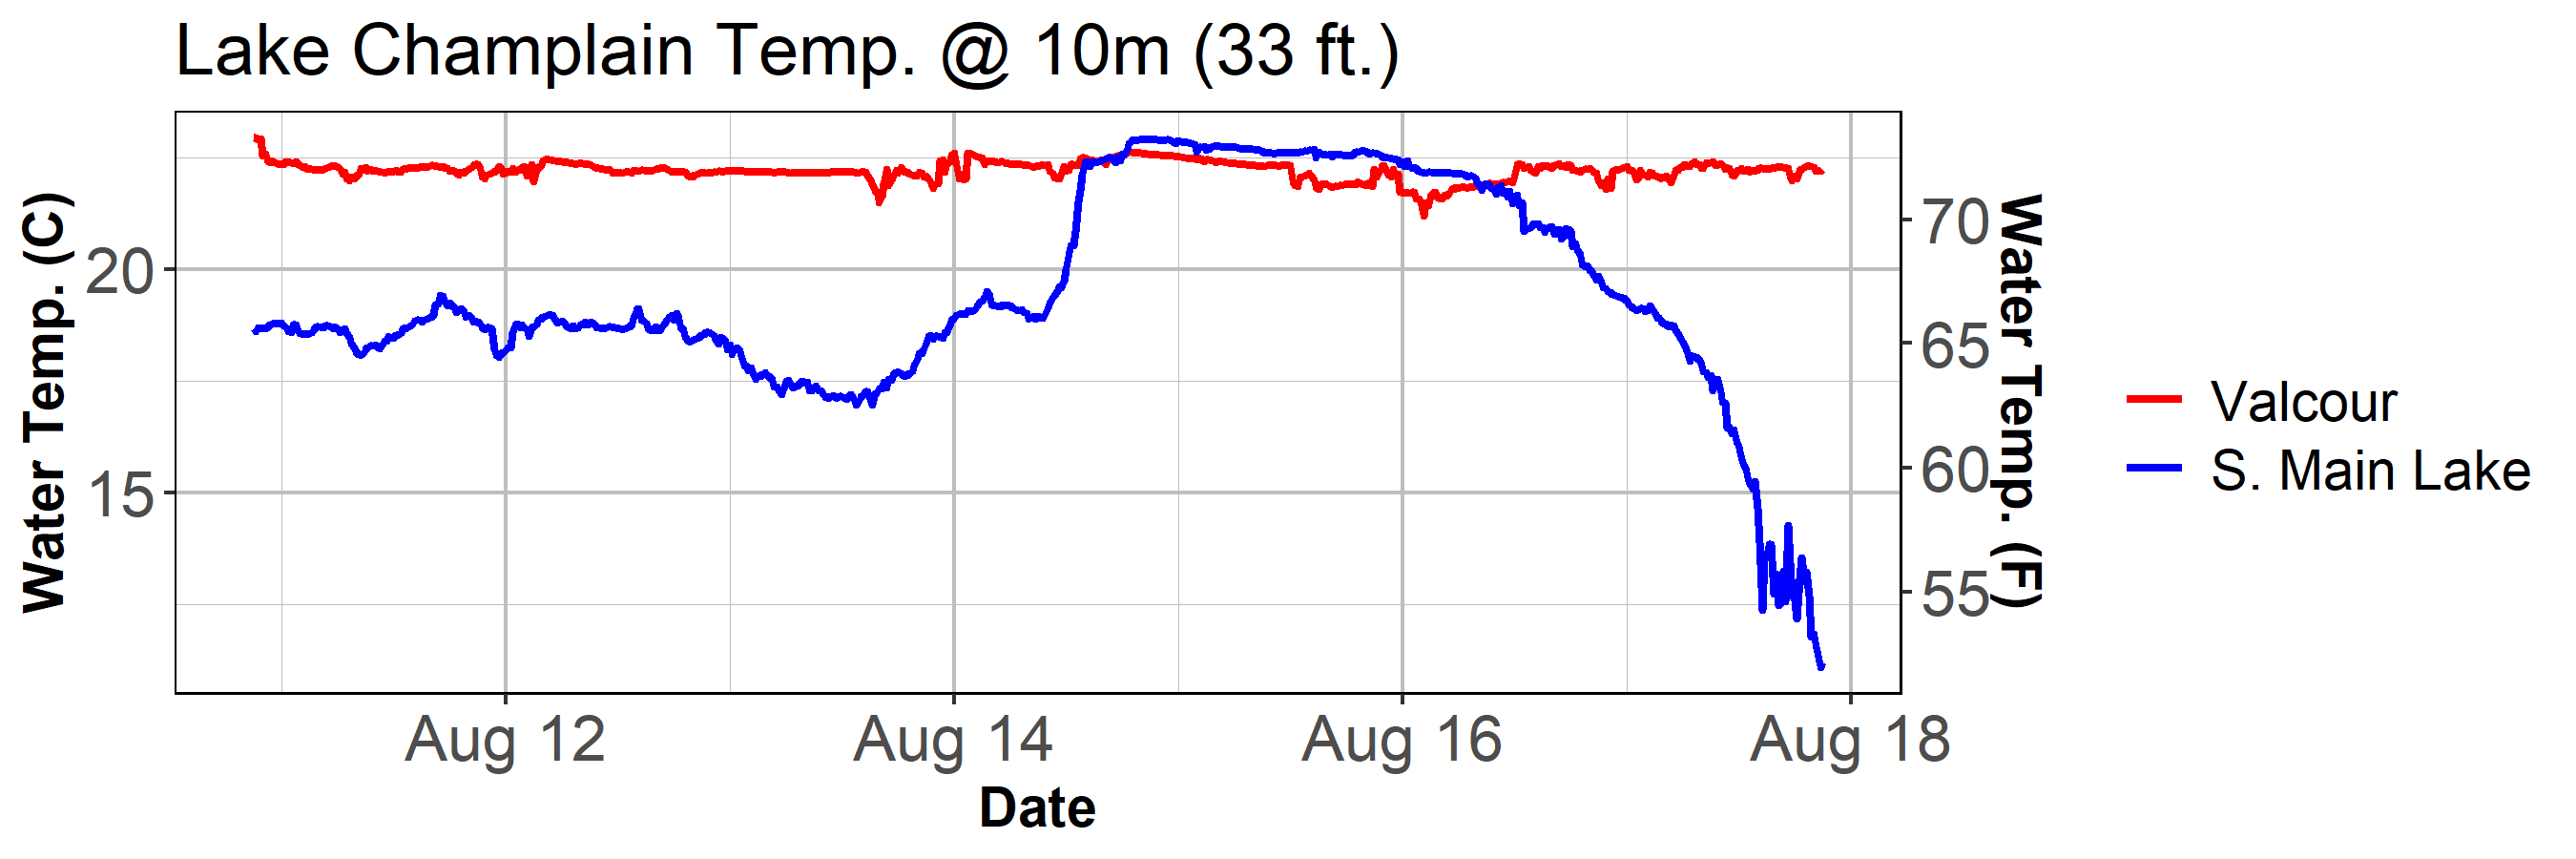 Lake Champlain Temp. @ 10m (33 ft.)
Water Temp. (C)
20
15
70
65
60
55
Water Temp. (F)
Valcour
S. Main Lake
Aug 12
Aug 14
Aug 16
Aug 18
Date